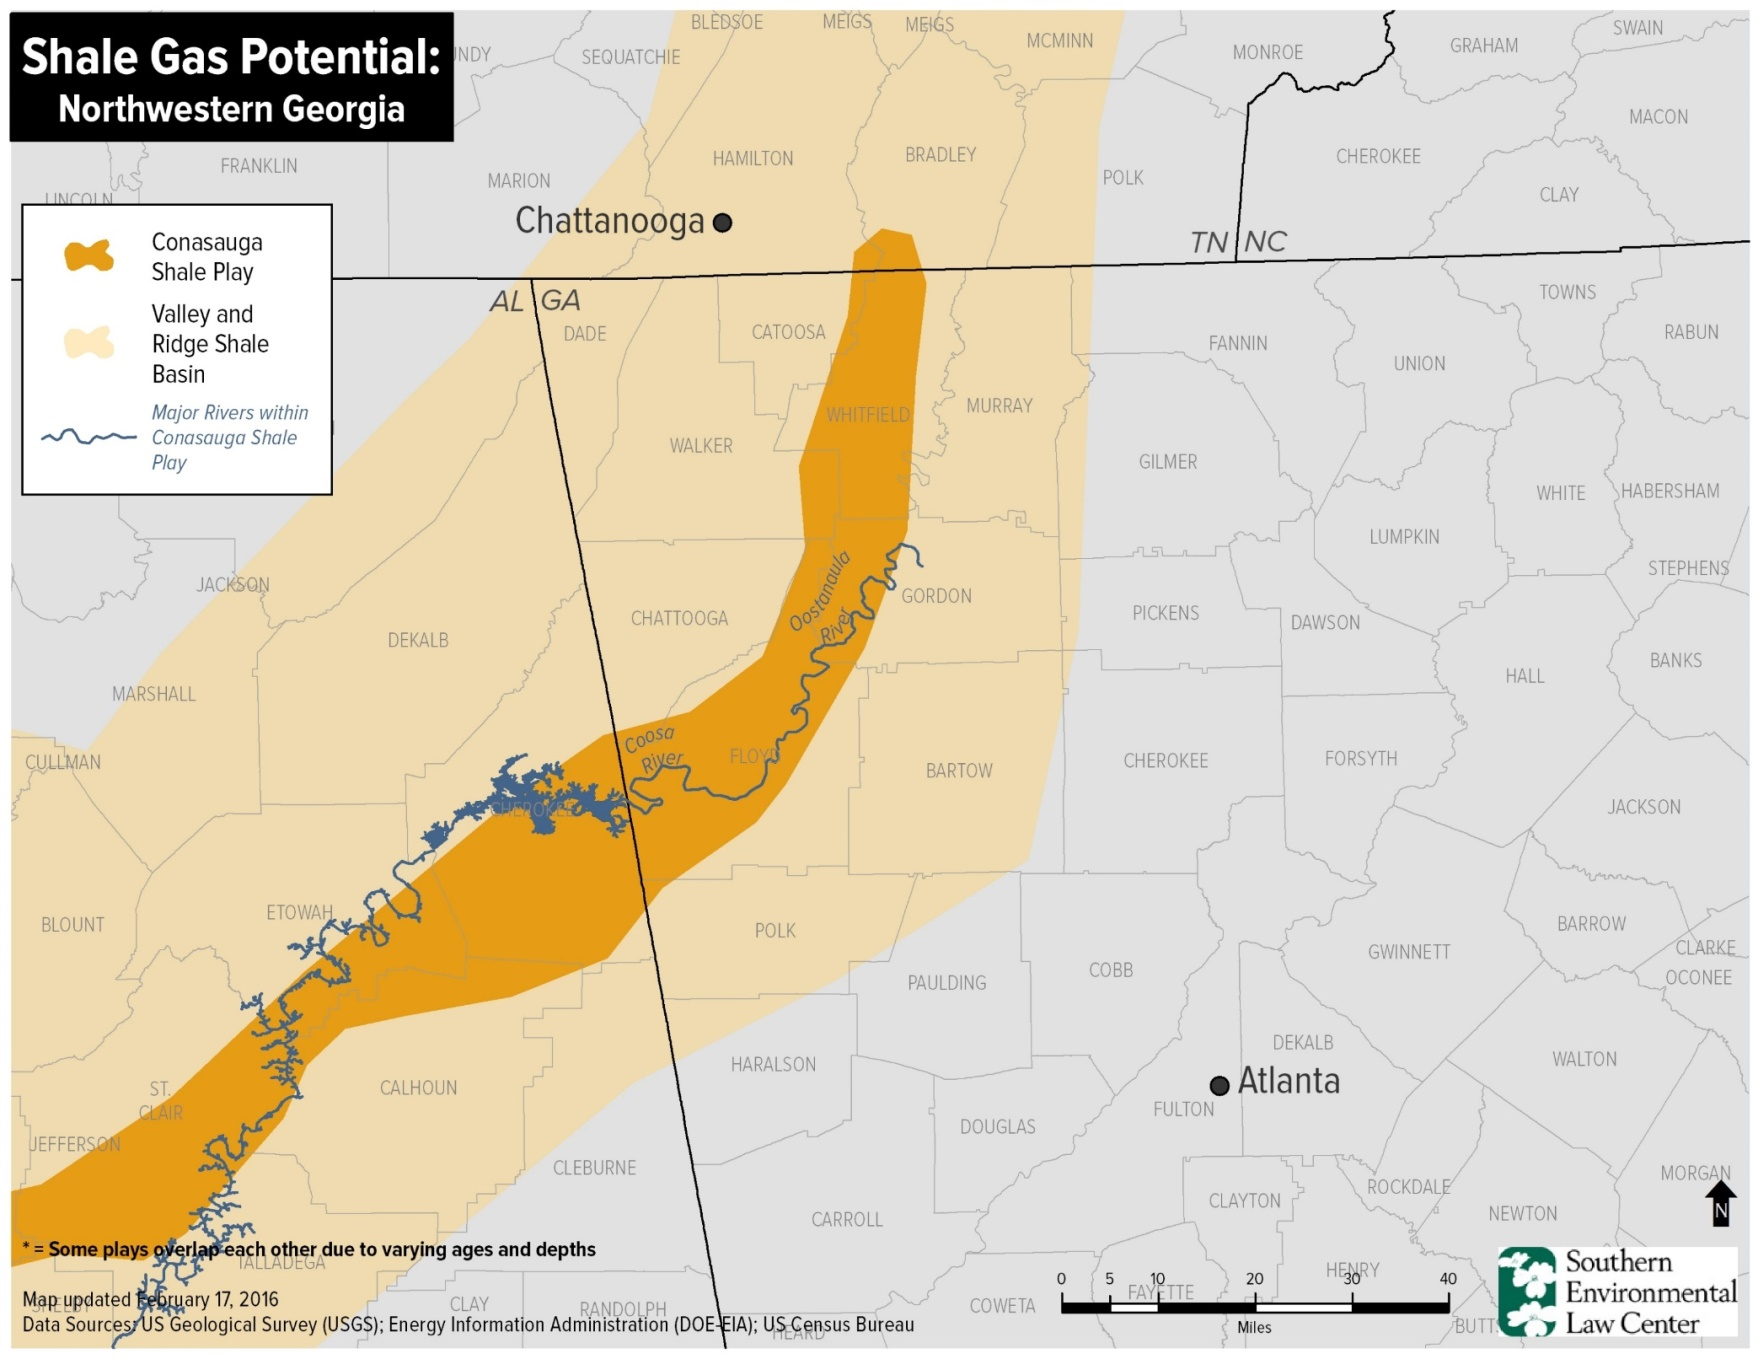 Shale Gas Potential:
Northwestern Georgia
BLEDSOE
MEIGS
MEIGS
MCMINN
MONROE
GRAHAM
SWAIN
NDY
SEQUATCHIE
MACON
FRANKLIN
MARION
HAMILTON
BRADLEY
POLK
CHEROKEE
CLAY
LINCOLN
Chattanooga
TN
NC
Conasauga
Shale Play
Valley and
Ridge Shale
Basin
Major Rivers within
Conasauga Shale
Play
AL
GA
DADE
CATOOSA
FANNIN
TOWNS
UNION
RABUN
WHITFIELD
MURRAY
WALKER
GILMER
WHITE
HABERSHAM
LUMPKIN
STEPHENS
JACKSON
DEKALB
CHATTOOGA
Oostanaula
River
GORDON
PICKENS
DAWSON
HALL
BANKS
MARSHALL
CULLMAN
Coosa
River
FLOYD
BARTOW
CHEROKEE
FORSYTH
JACKSON
CHEROKEE
BLOUNT
ETOWAH
POLK
PAULDING
COBB
GWINNETT
BARROW
CLARKE
OCONEE
HARALSON
DEKALB
WALTON
ST.
CLAIR
CALHOUN
Atlanta
FULTON
DOUGLAS
JEFFERSON
CLEBURNE
CARROLL
CLAYTON
ROCKDALE
NEWTON
MORGAN
N
* = Some plays overlap each other due to varying ages and depths
TALLADEGA
SHELBY
CLAY
RANDOLPH
HEARD
COWETA
FAYETTE
HENRY
BUTTS
Map updated February 17, 2016
Data Sources: US Geological Survey (USGS); Energy Information Administration (DOE-EIA); US Census Bureau
0 5 10 20 30 40
Miles
Southern
Environmental
Law Center